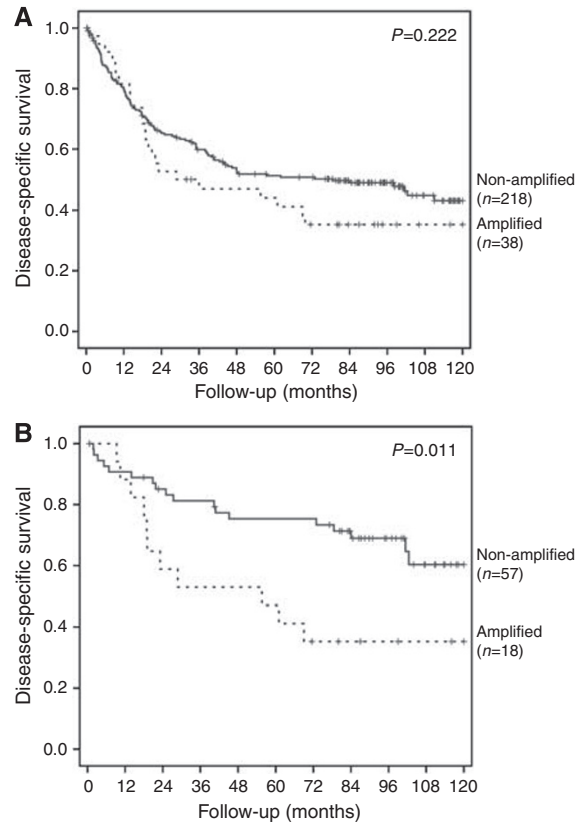 A
P=0.222
Disease-specific survival
1.0
0.8
0.6
0.4
0.2
0.0
Non-amplified
(n=218)
Amplified
(n=38)
0 12 24 36 48 60 72 84 96 108 120
Follow-up (months)
B
P=0.011
Disease-specific survival
1.0
0.8
0.6
0.4
0.2
0.0
Non-amplified
(n=57)
Amplified
(n=18)
0 12 24 36 48 60 72 84 96 108 120
Follow-up (months)